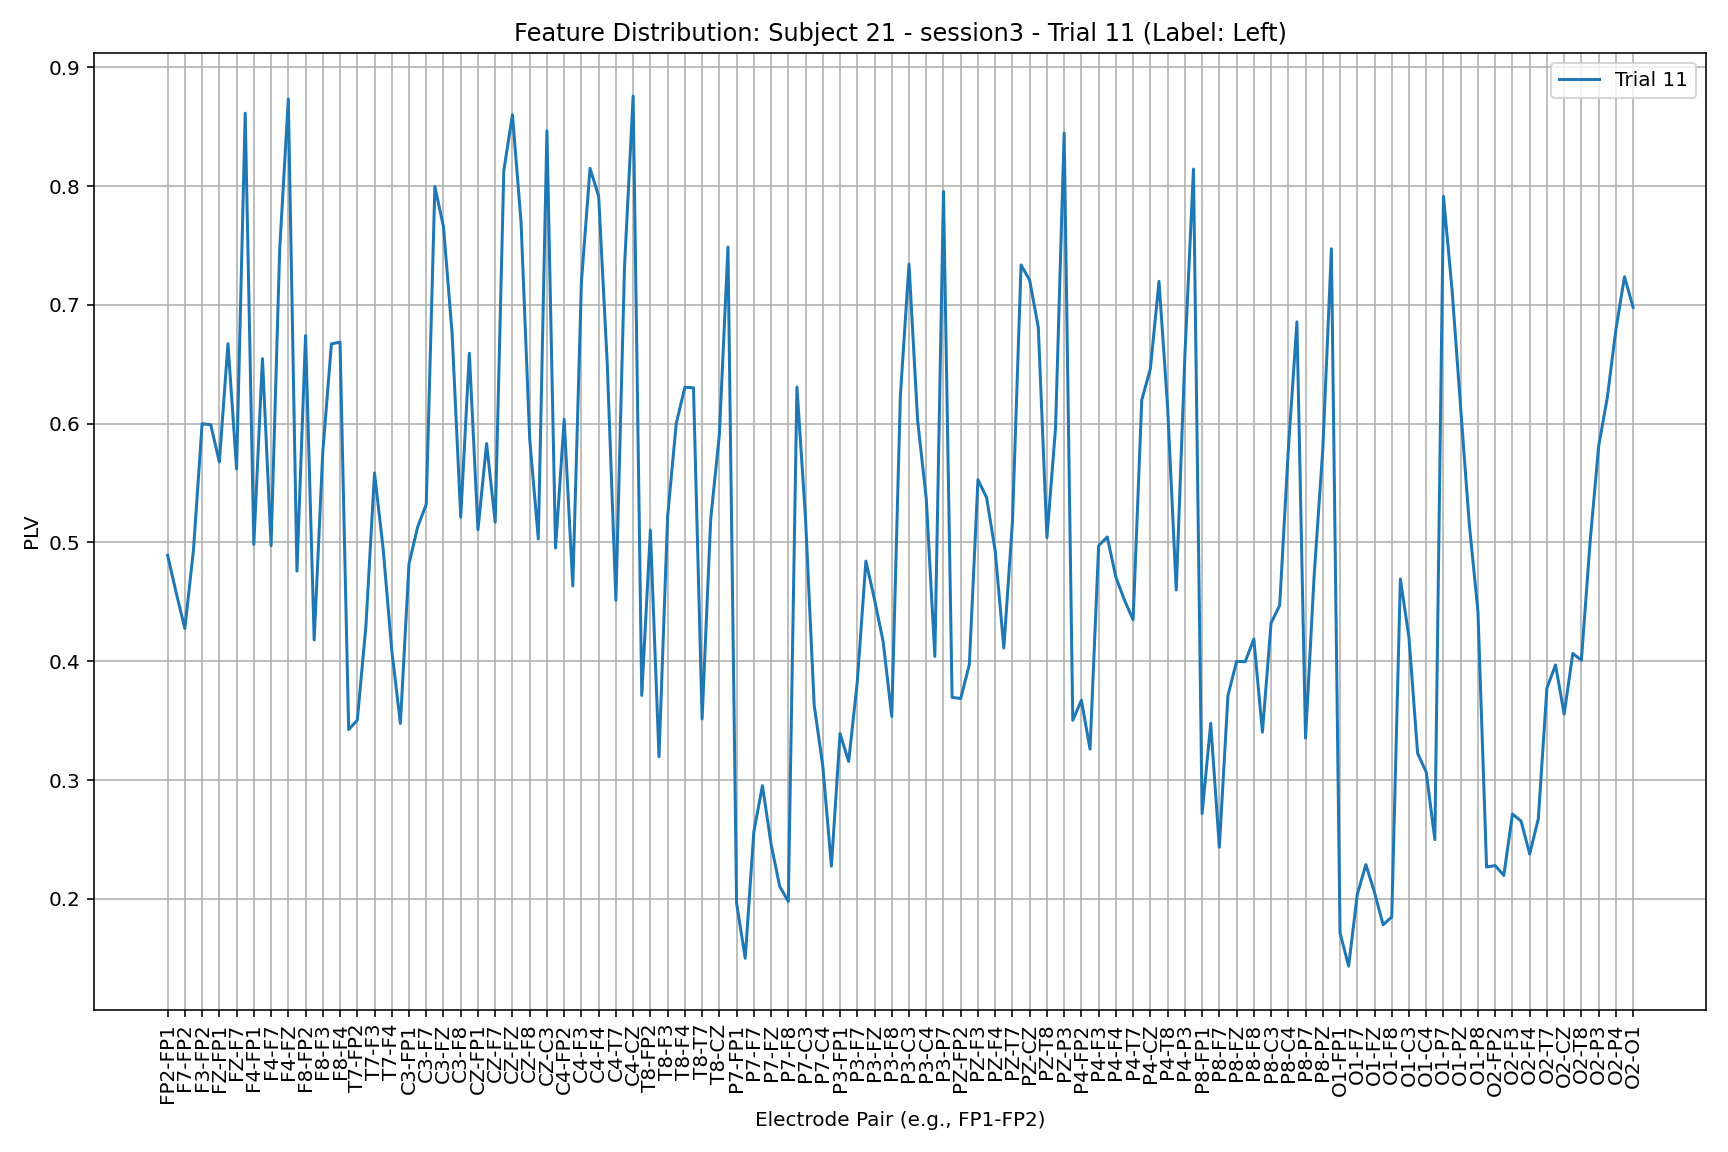 Feature Distribution: Subject 21 - session3 - Trial 11 (Label: Left)
Trial 11
PLV
0.9
0.8
0.7
0.6
0.5
0.4
0.3
0.2
FP2-FP1
F7-FP2
F3-FP2
FZ-FP1
FZ-F7
F4-FP1
F4-F7
F4-FZ
F8-FP2
F8-F3
F8-F4
T7-FP2
T7-F3
T7-F4
C3-FP1
C3-F7
C3-FZ
C3-F8
CZ-FP1
CZ-F7
CZ-FZ
CZ-F8
CZ-C3
C4-FP2
C4-F3
C4-F4
C4-T7
C4-CZ
T8-FP2
T8-F3
T8-F4
T8-T7
T8-CZ
P7-FP1
P7-F7
P7-FZ
P7-F8
P7-C3
P7-C4
P3-FP1
P3-F7
P3-FZ
P3-F8
P3-C3
P3-C4
P3-P7
PZ-FP2
PZ-F3
PZ-F4
PZ-T7
PZ-CZ
PZ-T8
PZ-P3
P4-FP2
P4-F3
P4-F4
P4-T7
P4-CZ
P4-T8
P4-P3
P8-FP1
P8-F7
P8-FZ
P8-F8
P8-C3
P8-C4
P8-P7
P8-PZ
O1-FP1
O1-F7
O1-FZ
O1-F8
O1-C3
O1-C4
O1-P7
O1-PZ
O1-P8
O2-FP2
O2-F3
O2-F4
O2-T7
O2-CZ
O2-T8
O2-P3
O2-P4
O2-O1
Electrode Pair (e.g., FP1-FP2)